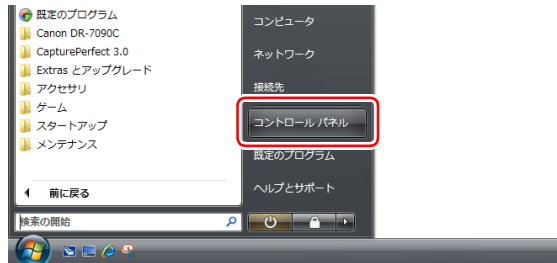 既定のプログラム
Canon DR-7090C
CapturePerfect 3.0
Extras とアップグレード
アクセサリ
ゲーム
スタートアップ
メンテナンス
前に戻る
検索の開始
コンピュータ
ネットワーク
接続先
コントロール パネル
既定のプログラム
ヘルプとサポート